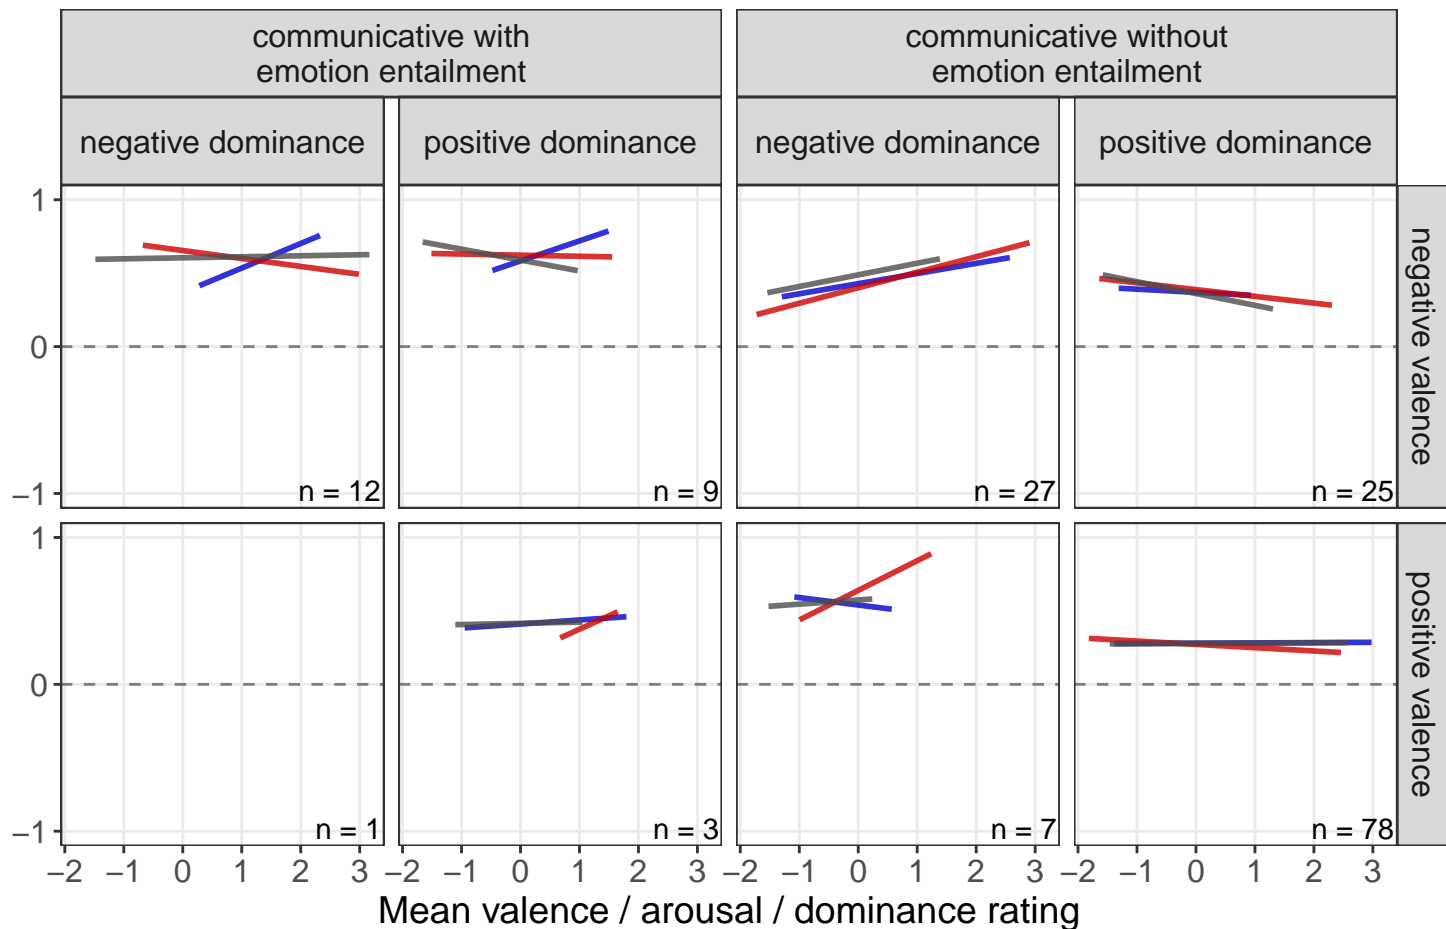 communicative with
emotion entailment
communicative without
emotion entailment
negative dominance
positive dominance
negative dominance
positive dominance
1
0
−1
n = 12
n = 9
n = 27
n = 25
negative valence
1
0
−1
n = 1
n = 3
n = 7
n = 78
positive valence
−2 −1 0 1 2 3
−2 −1 0 1 2 3
−2 −1 0 1 2 3
−2 −1 0 1 2 3
Mean valence / arousal / dominance rating